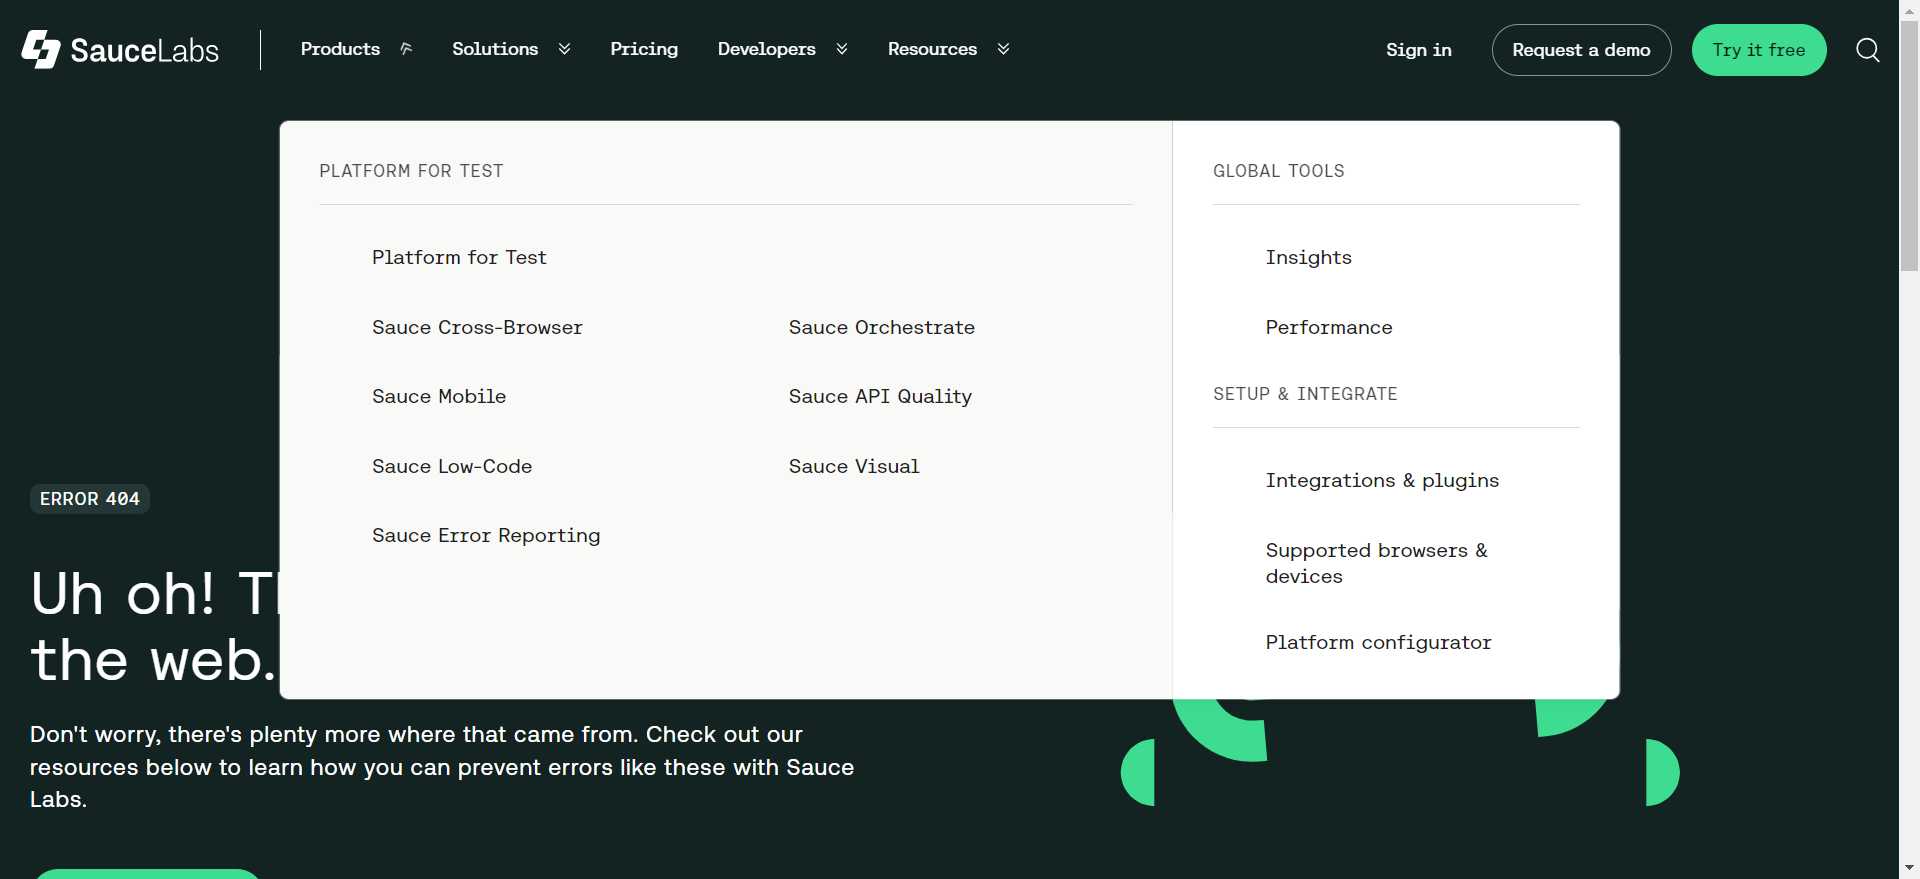 SauceLabs
Products
Solutions
Pricing
Developers
Resources
Sign in
Request a demo
Try it free
PLATFORM FOR TEST
Platform for Test
Sauce Cross-Browser
Sauce Orchestrate
Sauce Mobile
Sauce API Quality
Sauce Low-Code
Sauce Visual
Sauce Error Reporting
GLOBAL TOOLS
Insights
Performance
SETUP & INTEGRATE
Integrations & plugins
Supported browsers &
devices
Platform configurator
ERROR 404
Uh oh!
the web.
Don't worry, there's plenty more where that came from. Check out our
resources below to learn how you can prevent errors like these with Sauce
Labs.